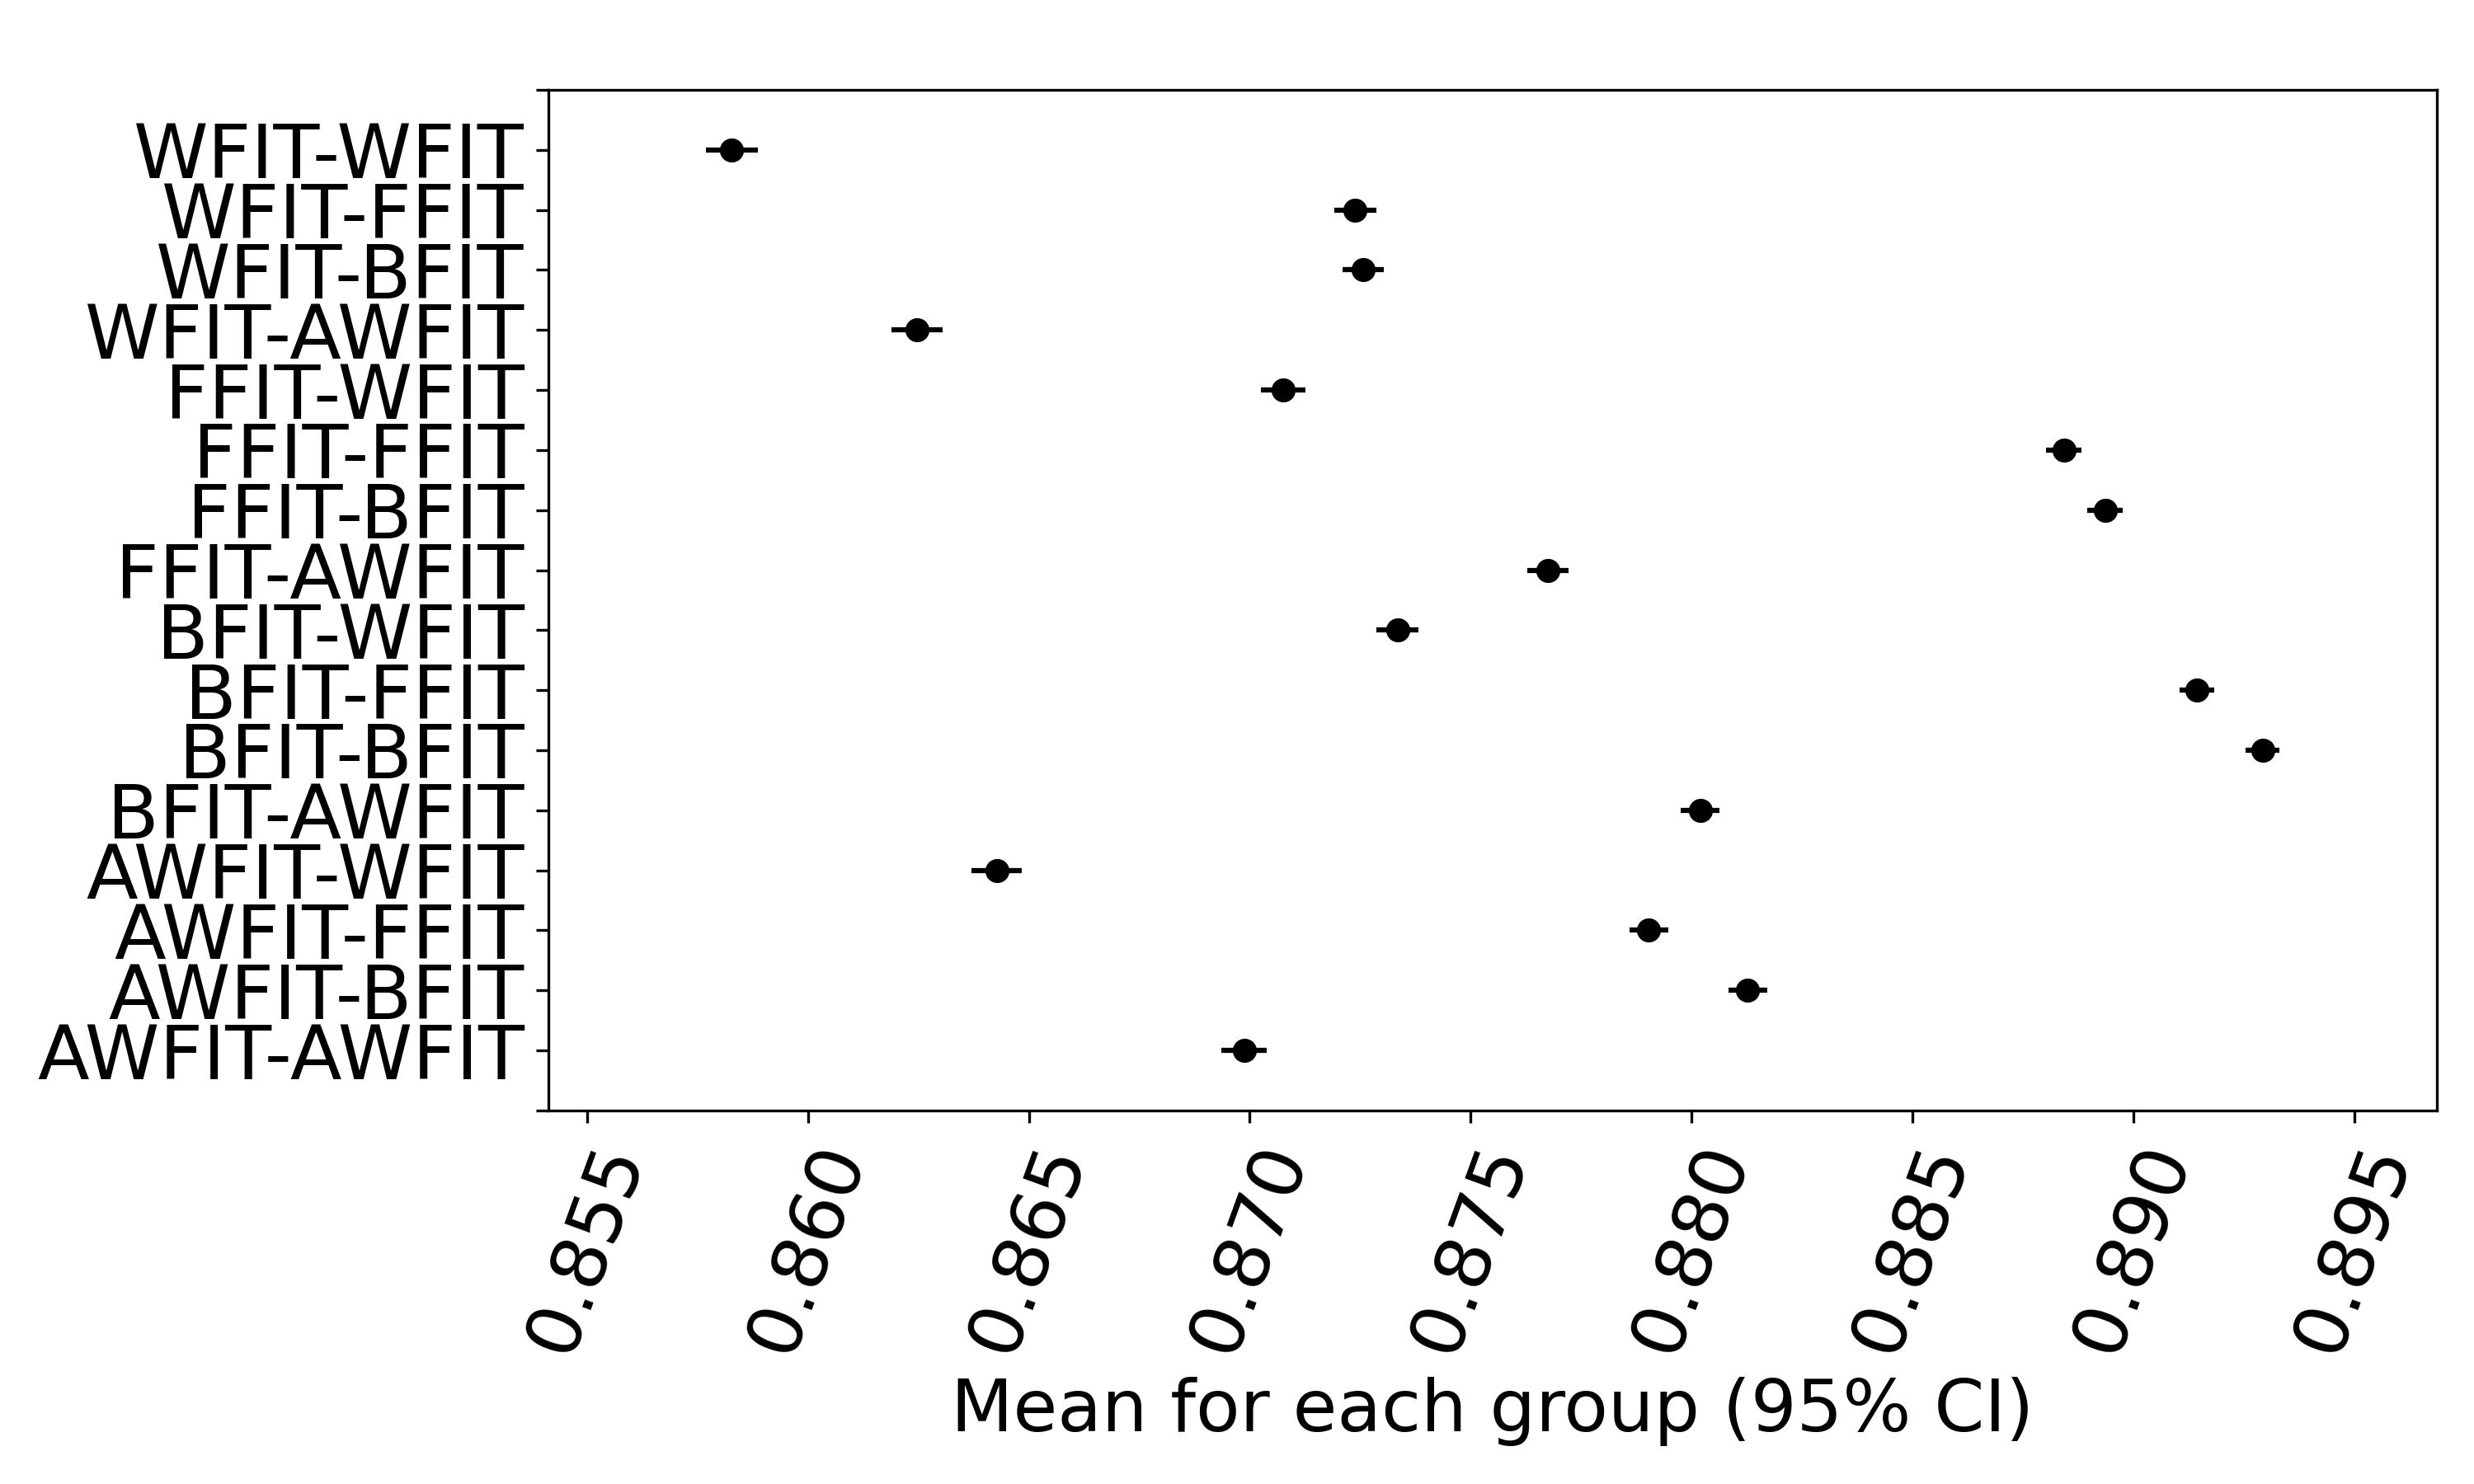 WFIT-WFIT
WFIT-FFIT
WFIT-BFIT
WFIT-AWFIT
FFIT-WFIT
FFIT-FFIT
FFIT-BFIT
FFIT-AWFIT
BFIT-WFIT
BFIT-FFIT
BFIT-BFIT
BFIT-AWFIT
AWFIT-WFIT
AWFIT-FFIT
AWFIT-BFIT
AWFIT-AWFIT
0.855 0.860 0.865 0.870 0.875 0.880 0.885 0.890 0.895
Mean for each group (95% CI)